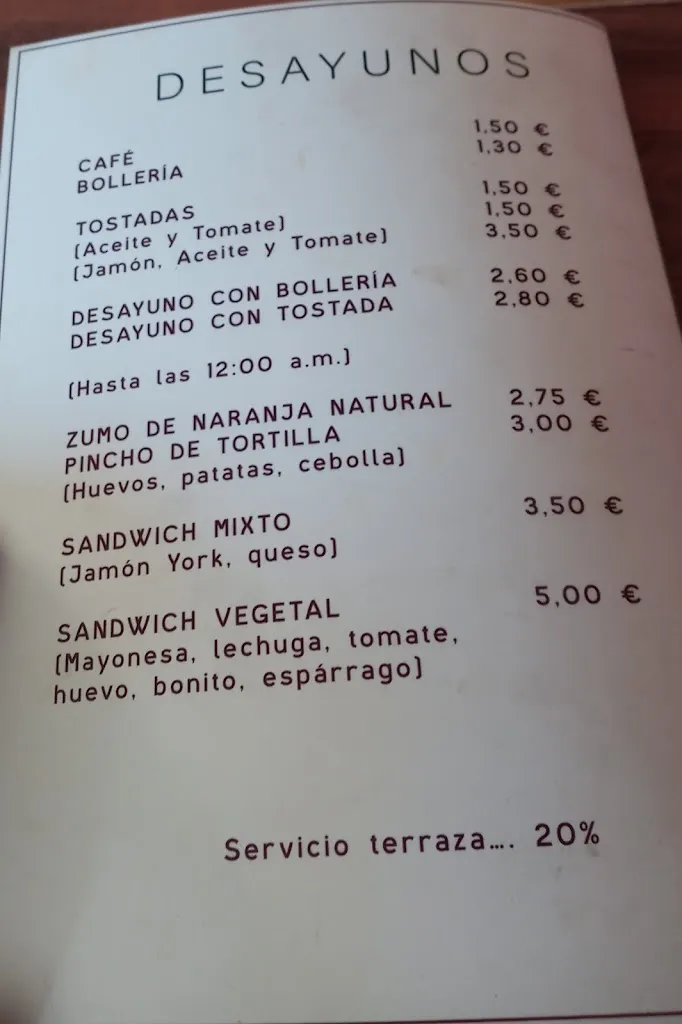 DESAYUNOS
CAFÉ 1,50 €
BOLLERÍA 1,30 €
TOSTADAS 1,50 €
(Aceite y Tomate) 1,50 €
(Jamón, Aceite y Tomate) 3,50 €
DESAYUNO CON BOLLERÍA 2,60 €
DESAYUNO CON TOSTADA 2,80 €
(Hasta las 12:00 a.m.)
ZUMO DE NARANJA NATURAL 2,75 €
PINCHO DE TORTILLA 3,00 €
(Huevos, patatas, cebolla)
SANDWICH MIXTO 3,50 €
(Jamón York, queso)
SANDWICH VEGETAL 5,00 €
(Mayonesa, lechuga, tomate,
huevo, bonito, espárrago)
Servicio terraza.... 20%